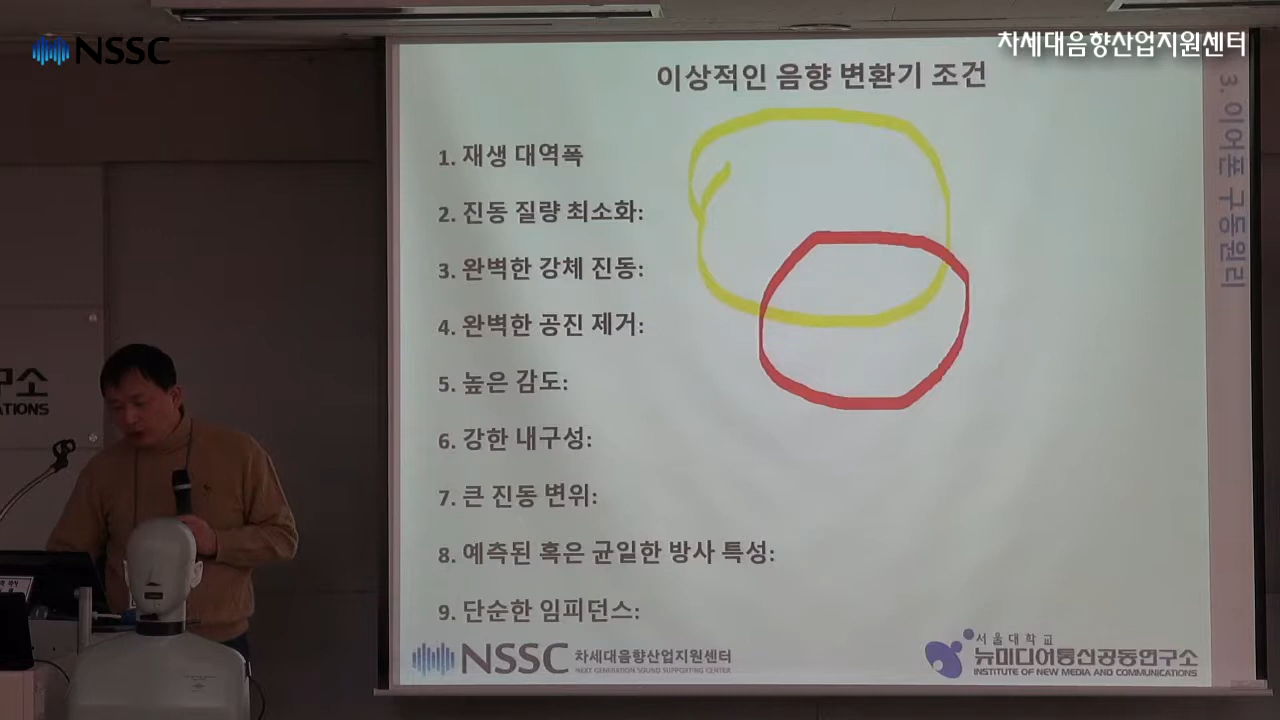 NSSC
차세대음향산업지원센터
이상적인 음향 변환기 조건
3. 이어폰 구동원리
1. 재생 대역폭
2. 진동 질량 최소화:
3. 완벽한 강체 진동:
4. 완벽한 공진 제거:
5. 높은 감도:
6. 강한 내구성:
7. 큰 진동 변위:
8. 예측된 혹은 균일한 방사 특성:
9. 단순한 임피던스:
구소
ATIONS
NSSC 차세대음향산업지원센터
NEXT GENERATION SOUND SUPPORTING CENTER
서울대학교
뉴미디어통신공동연구소
INSTITUTE OF NEW MEDIA AND COMMUNICATIONS